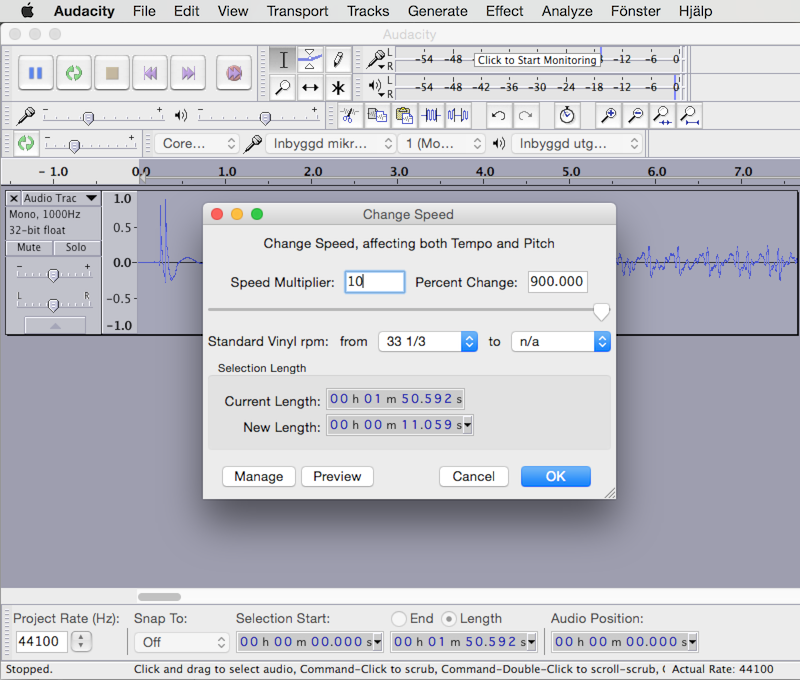 Audacity File Edit View Transport Tracks Generate Effect Analyze Fönster Hjälp
Audacity
L R -54 -48 Click to Start Monitoring -12 -6 0
L R -54 -48 -42 -36 -30 -24 -18 -12 -6 0
- + - +
- + Core... Inbyggd mikr... 1 (Mo... Inbyggd utg...
- 1.0 0.0 1.0 2.0 3.0 4.0 5.0 6.0 7.0
Audio Trac
Mono, 1000Hz
32-bit float
Mute Solo
- +
L R
1.0
0.5
0.0-
-0.5
-1.0
Change Speed
Change Speed, affecting both Tempo and Pitch
Speed Multiplier: 10 Percent Change: 900.000
Standard Vinyl rpm: from 33 1/3 to n/a
Selection Length
Current Length: 00 h 01 m 50.592 s
New Length: 00 h 00 m 11.059 s
Manage Preview Cancel OK
Project Rate (Hz): Snap To: Selection Start: End Length Audio Position:
44100 Off 00 h 00 m 00.000 s 00 h 01 m 50.592 s 00 h 00 m 00.000 s
Stopped. Click and drag to select audio, Command-Click to scrub, Command-Double-Click to scroll-scrub, Actual Rate: 44100